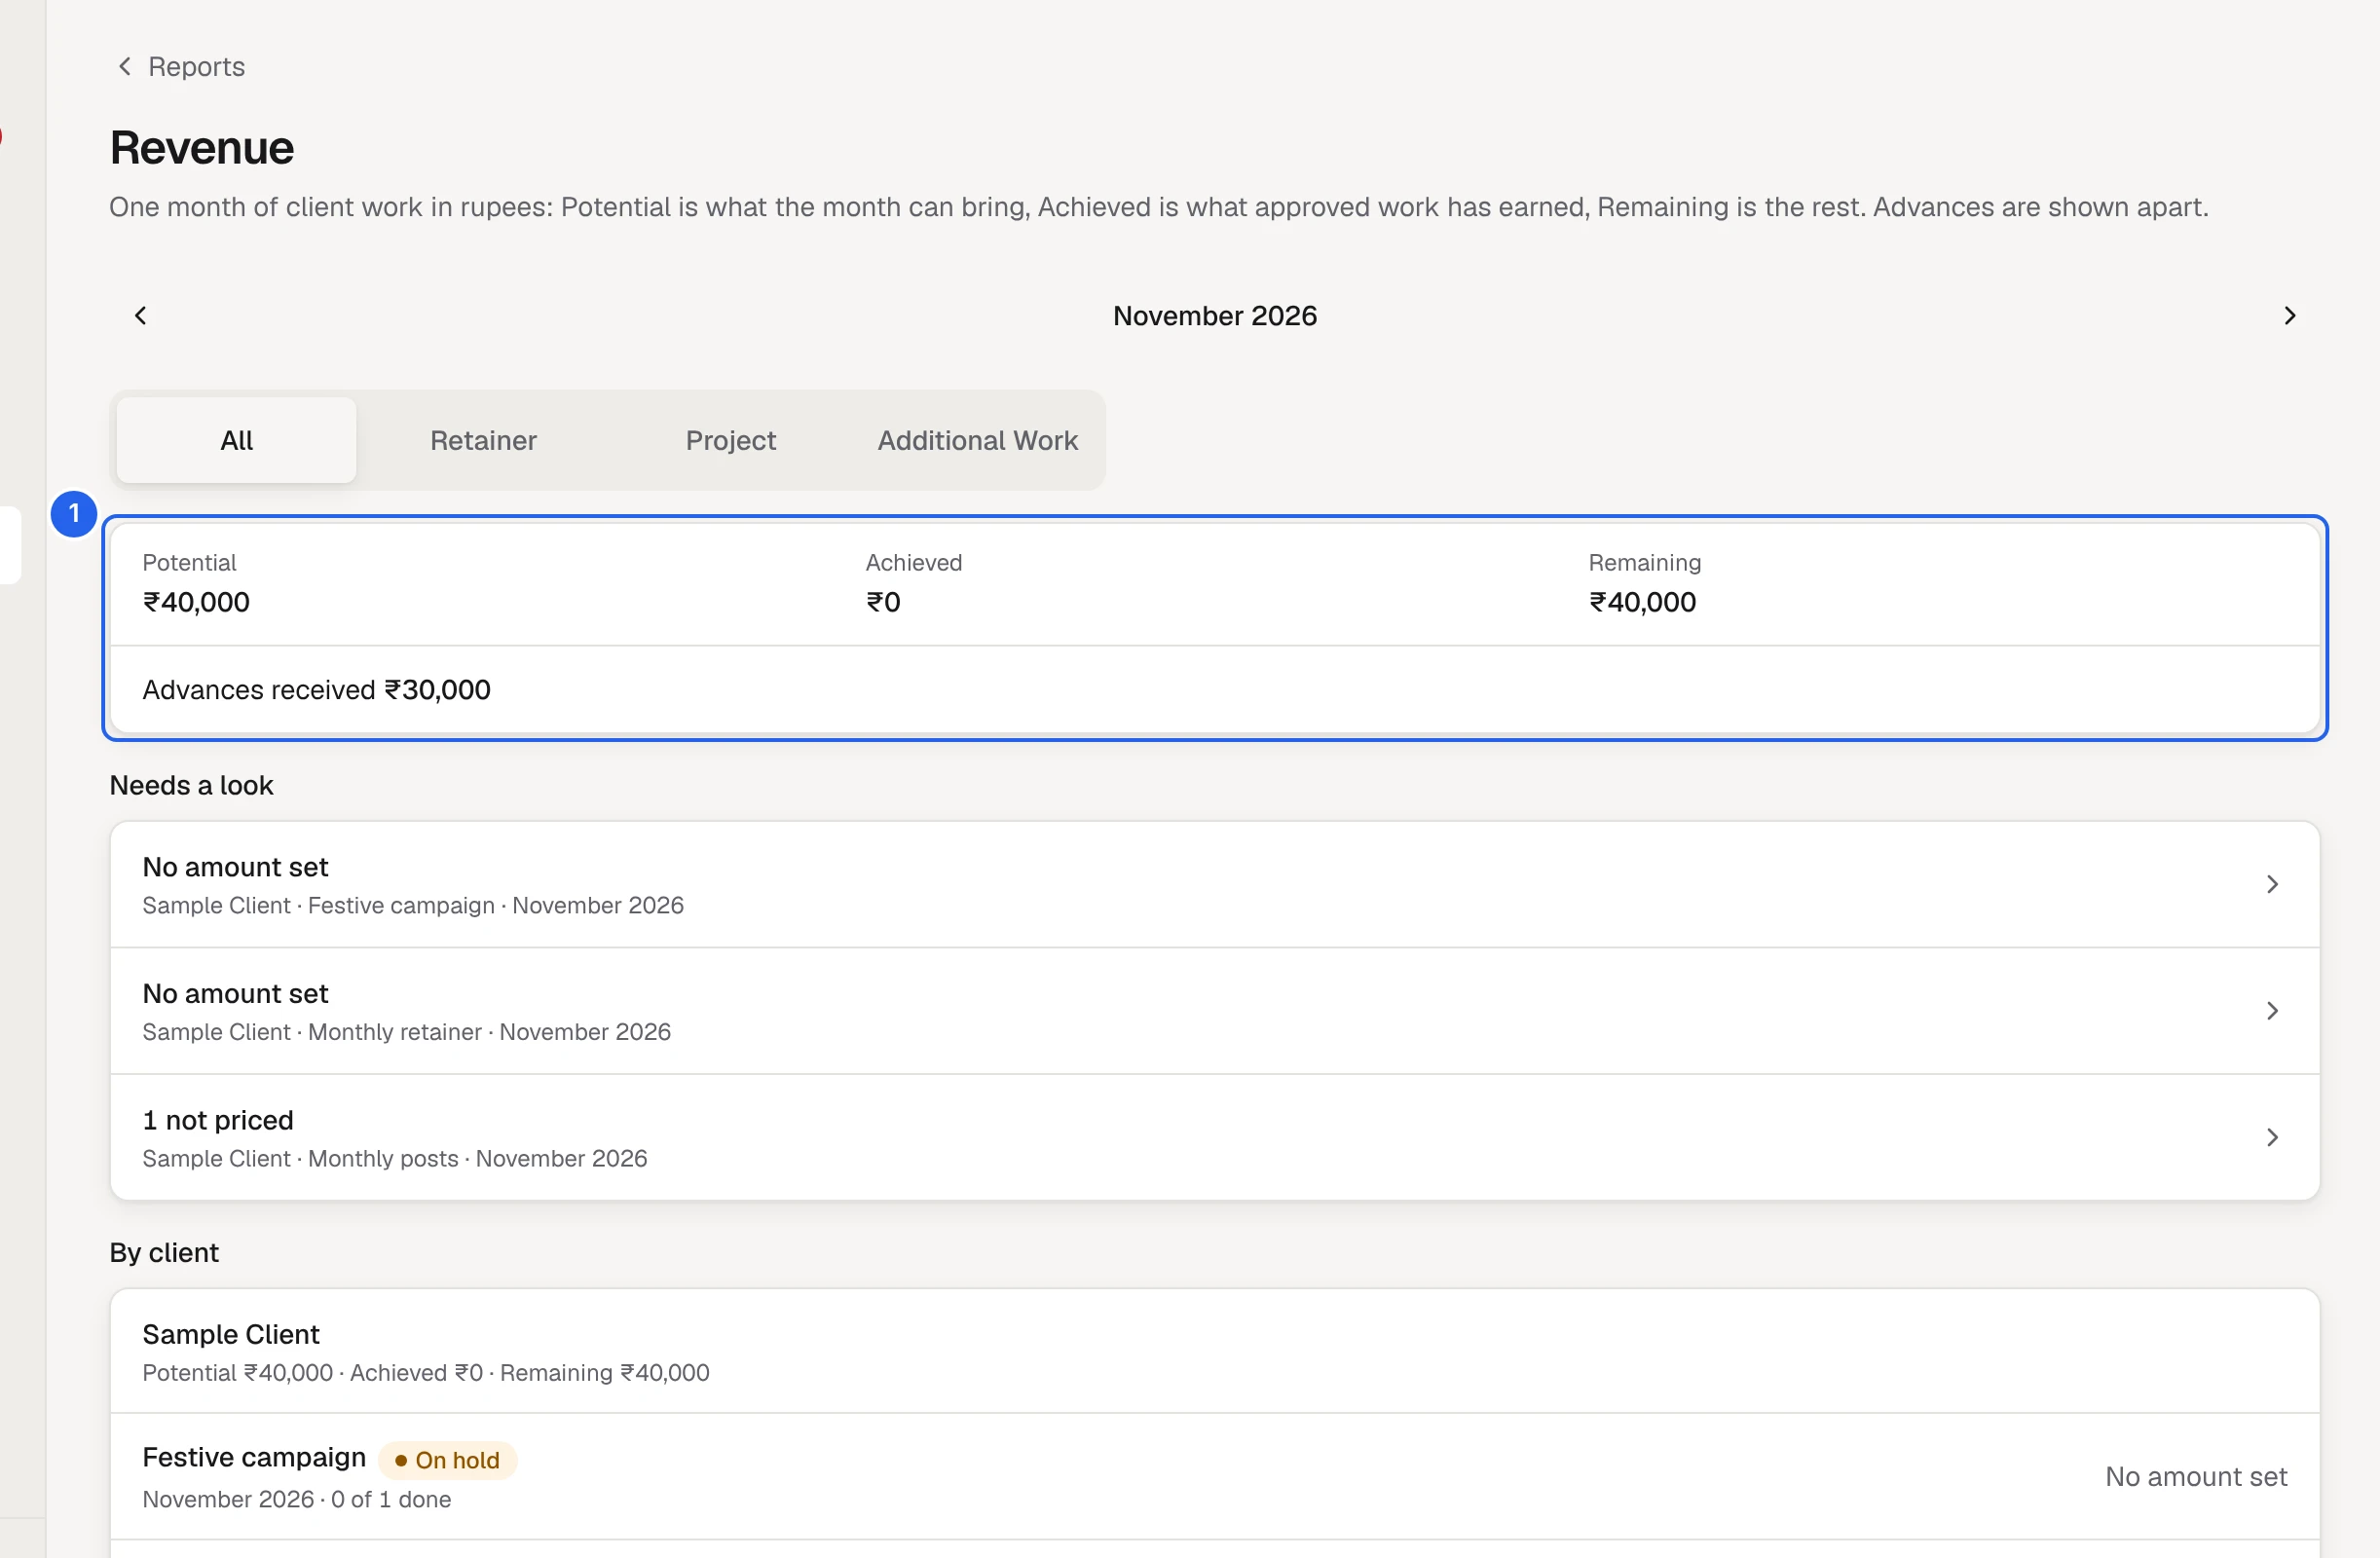 Reports
Revenue
One month of client work in rupees: Potential is what the month can bring, Achieved is what approved work has earned, Remaining is the rest. Advances are shown apart.
November 2026
All Retainer Project Additional Work
1
Potential Achieved Remaining
₹40,000 ₹0 ₹40,000
Advances received ₹30,000
Needs a look
No amount set
Sample Client · Festive campaign · November 2026
No amount set
Sample Client · Monthly retainer · November 2026
1 not priced
Sample Client · Monthly posts · November 2026
By client
Sample Client
Potential ₹40,000 · Achieved ₹0 · Remaining ₹40,000
Festive campaign On hold
No amount set
November 2026 · 0 of 1 done